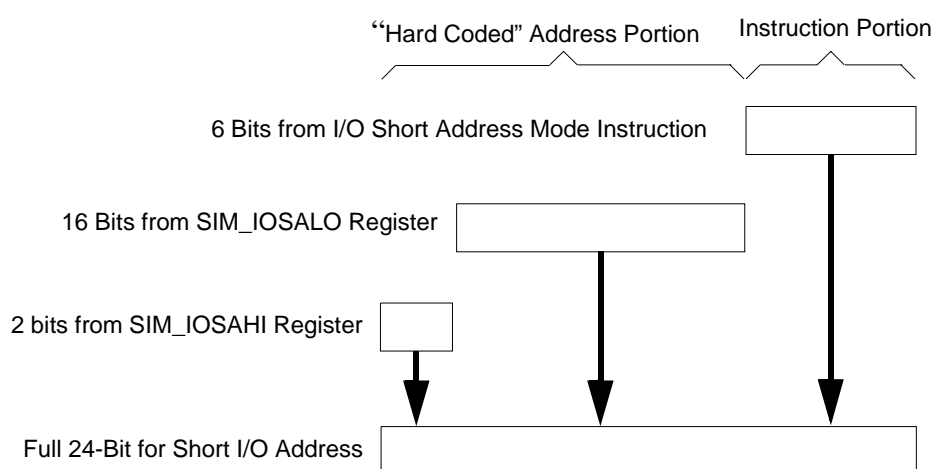 “Hard Coded” Address Portion
Instruction Portion
6 Bits from I/O Short Address Mode Instruction
16 Bits from SIM_IOSALO Register
2 bits from SIM_IOSAHI Register
Full 24-Bit for Short I/O Address